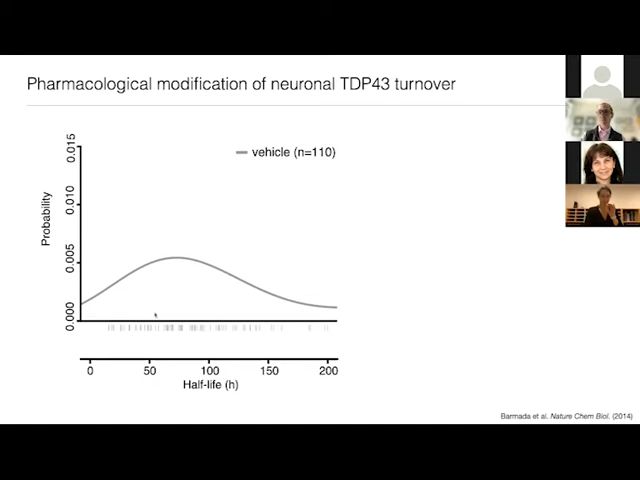 Pharmacological modification of neuronal TDP43 turnover
vehicle (n=110)
Probability
0.015
0.010
0.005
0.000
0 50 100 150 200
Half-life (h)
Barmada et al. Nature Chem Biol. (2014)